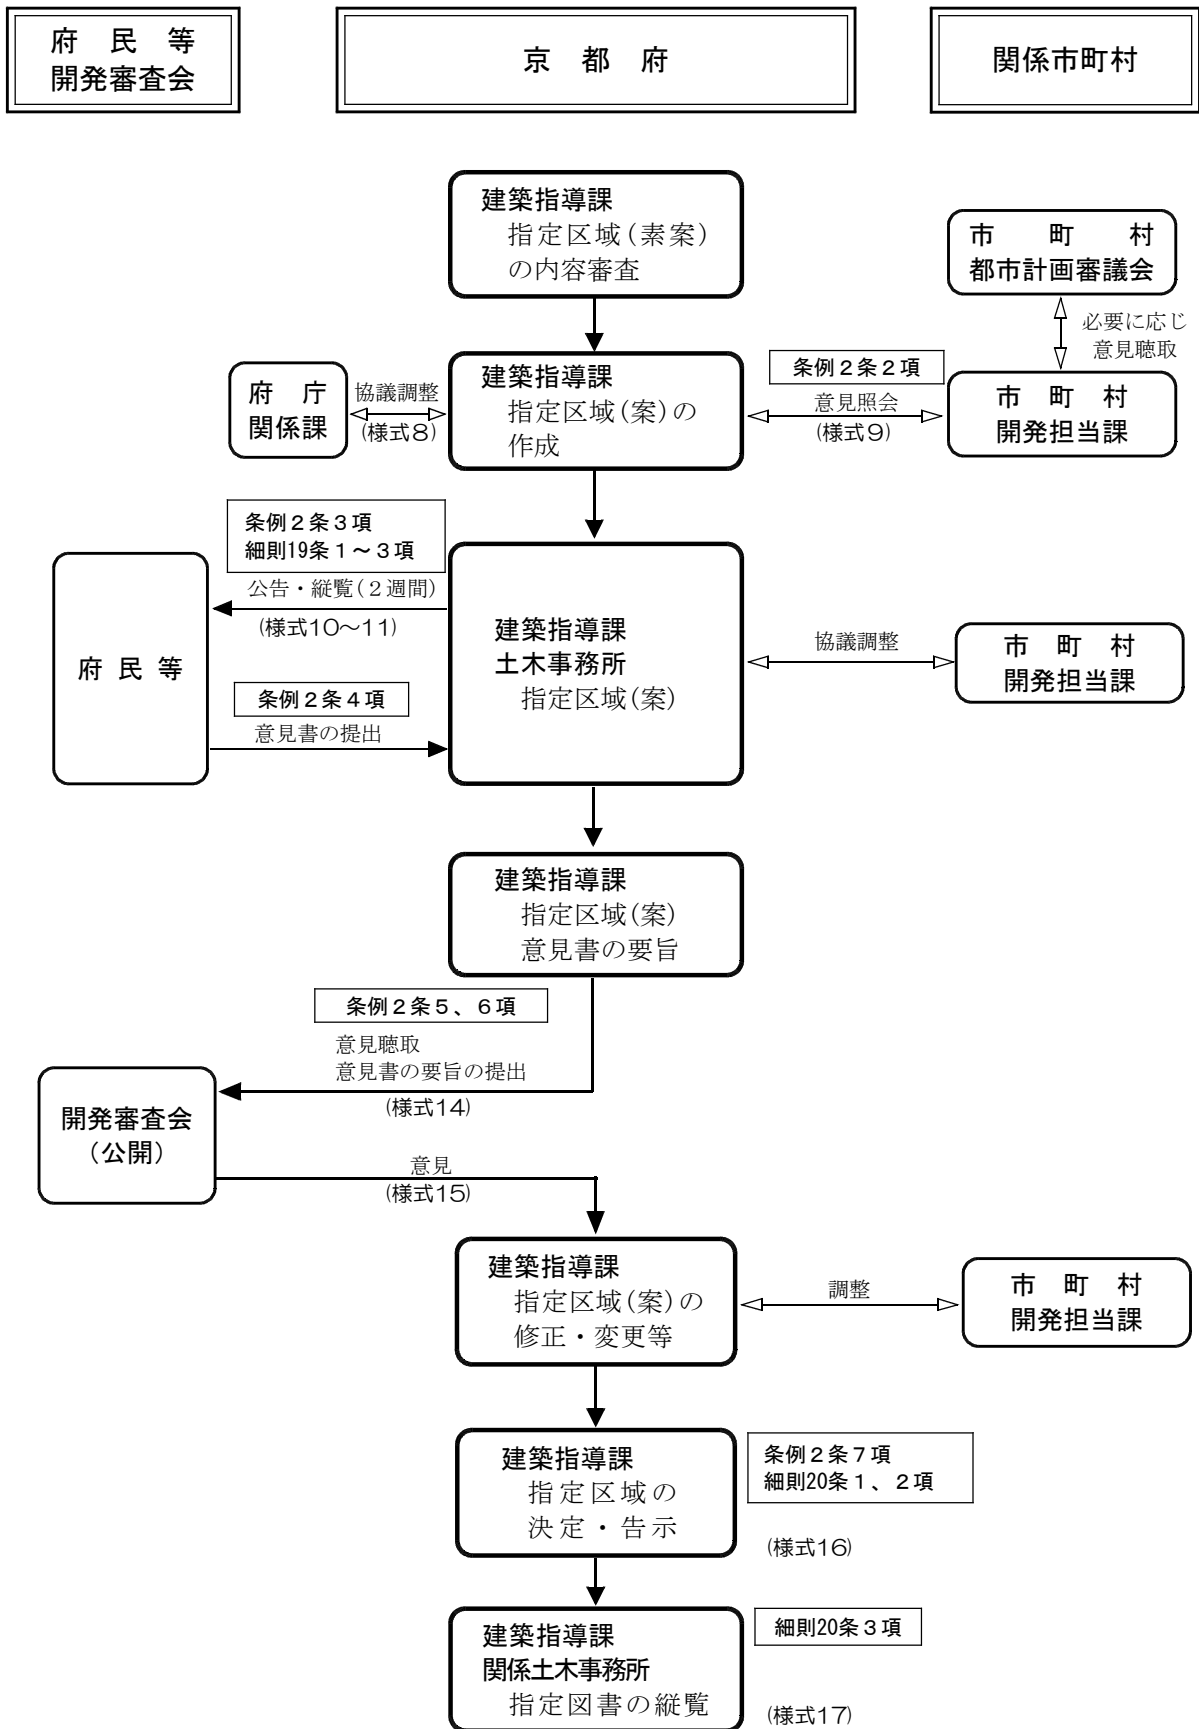 府　民　等
開発審査会
京　都　府
関係市町村
建築指導課
指定区域(素案)
の内容審査
市　町　村
都市計画審議会
必要に応じ
意見聴取
府　庁
関係課
協議調整
(様式8)
建築指導課
指定区域(案)の
作成
条例２条２項
意見照会
(様式9)
市　町　村
開発担当課
条例２条３項
細則19条１～３項
公告・縦覧(２週間)
(様式10～11)
府 民 等
条例２条４項
意見書の提出
建築指導課
土木事務所
指定区域(案)
協議調整
市　町　村
開発担当課
建築指導課
指定区域(案)
意見書の要旨
条例２条５、６項
意見聴取
意見書の要旨の提出
(様式14)
開発審査会
（公開）
意見
(様式15)
建築指導課
指定区域(案)の
修正・変更等
調整
市　町　村
開発担当課
建築指導課
指定区域の
決定・告示
条例２条７項
細則20条１、２項
(様式16)
建築指導課
関係土木事務所
指定図書の縦覧
細則20条３項
(様式17)